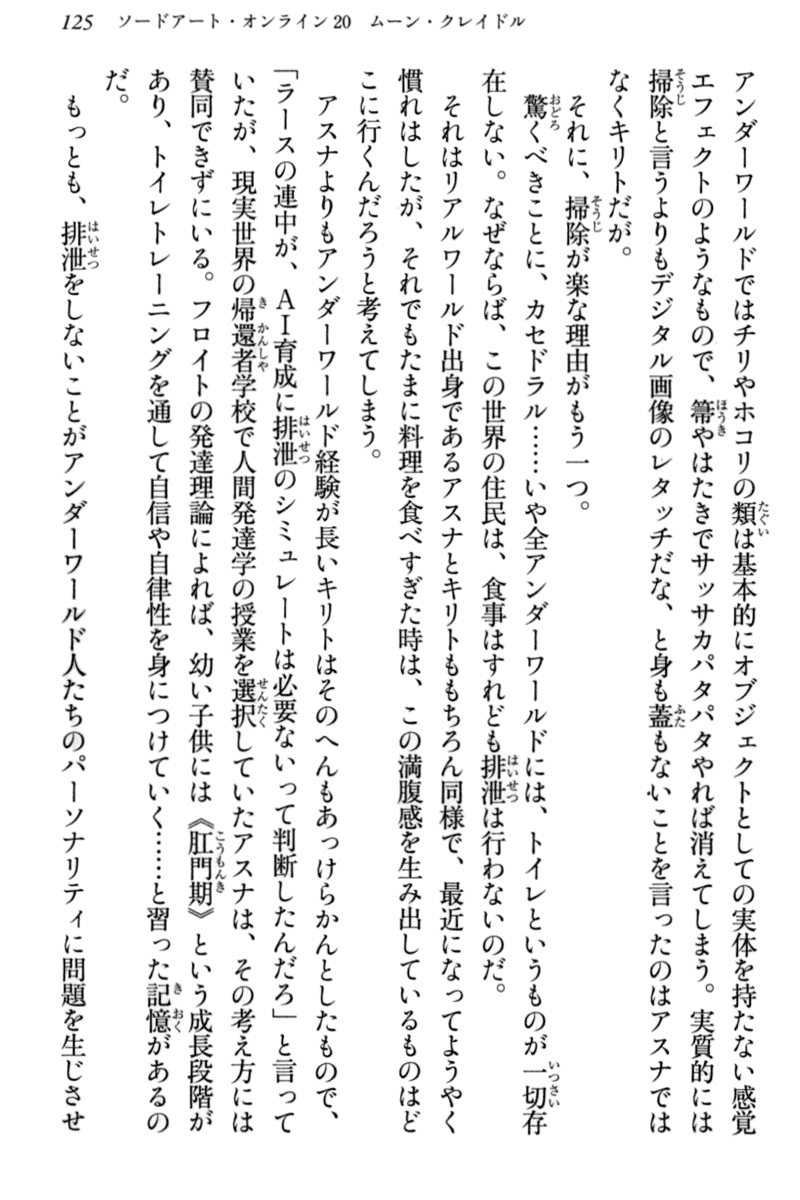 125　ソードアート・オンライン20　ムーン・クレイドル
アンダーワールドではチリやホコリの類は基本的にオブジェクトとしての実体を持たない感覚
エフェクトのようなもので、箒やはたきでサッサカパタパタやれば消えてしまう。実質的には
掃除と言うよりもデジタル画像のレタッチだな、と身も蓋もないことを言ったのはアスナでは
なくキリトだが。
それに、掃除が楽な理由がもう一つ。
驚くべきことに、カセドラル……いや全アンダーワールドには、トイレというものが一切存
在しない。なぜならば、この世界の住民は、食事はすれども排泄は行わないのだ。
それはリアルワールド出身であるアスナとキリトももちろん同様で、最近になってようやく
慣れはしたが、それでもたまに料理を食べすぎた時は、この満腹感を生み出しているものはど
こに行くんだろうと考えてしまう。
アスナよりもアンダーワールド経験が長いキリトはそのへんもあっけらかんとしたもので、
「ラースの連中が、AI育成に排泄のシミュレートは必要ないって判断したんだろ」と言って
いたが、現実世界の帰還者学校で人間発達学の授業を選択していたアスナは、その考え方には
賛同できずにいる。フロイトの発達理論によれば、幼い子供には《肛門期》という成長段階が
あり、トイレトレーニングを通して自信や自律性を身につけていく……と習った記憶があるの
だ。
もっとも、排泄をしないことがアンダーワールド人たちのパーソナリティに問題を生じさせ